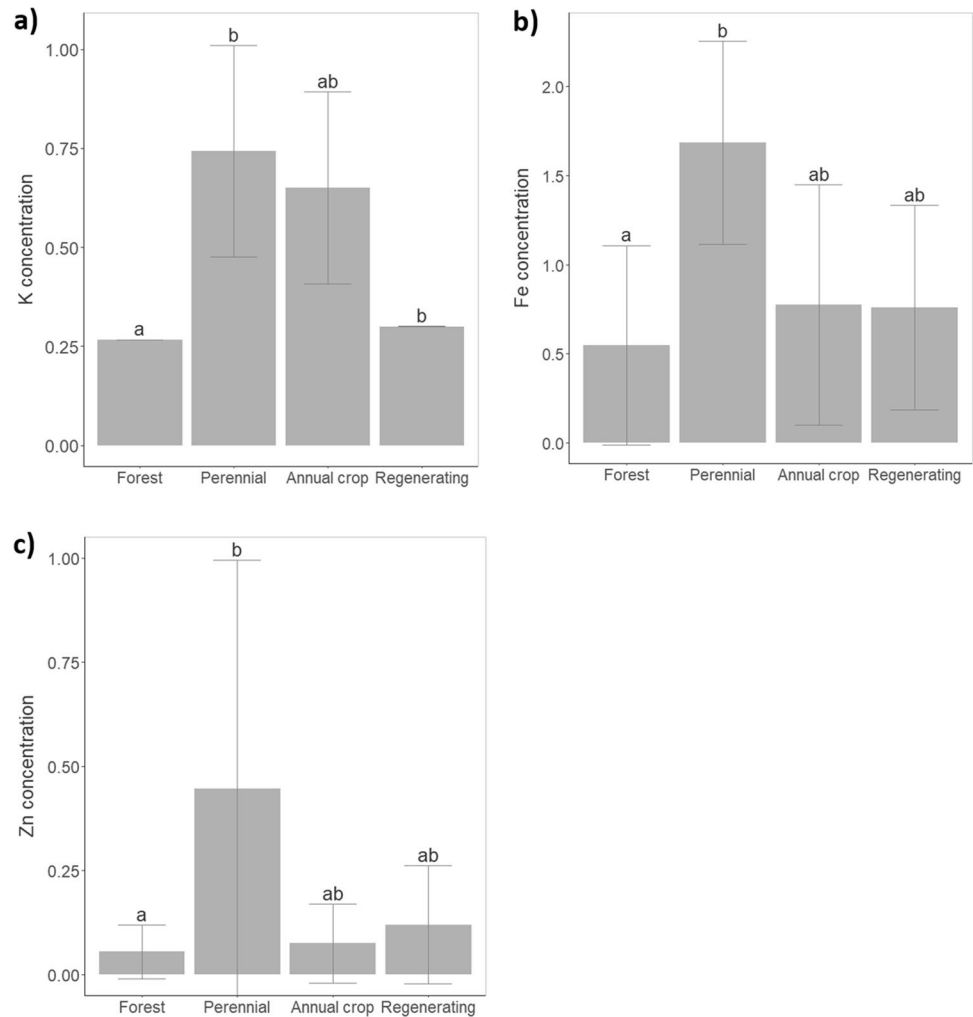 a)
K concentration
1.00
0.75
0.50
0.25
0.00
a
b
ab
b
Forest Perennial Annual crop Regenerating
b)
Fe concentration
2.0
1.5
1.0
0.5
0.0
a
b
ab
ab
Forest Perennial Annual crop Regenerating
c)
Zn concentration
1.00
0.75
0.50
0.25
0.00
a
b
ab
ab
Forest Perennial Annual crop Regenerating